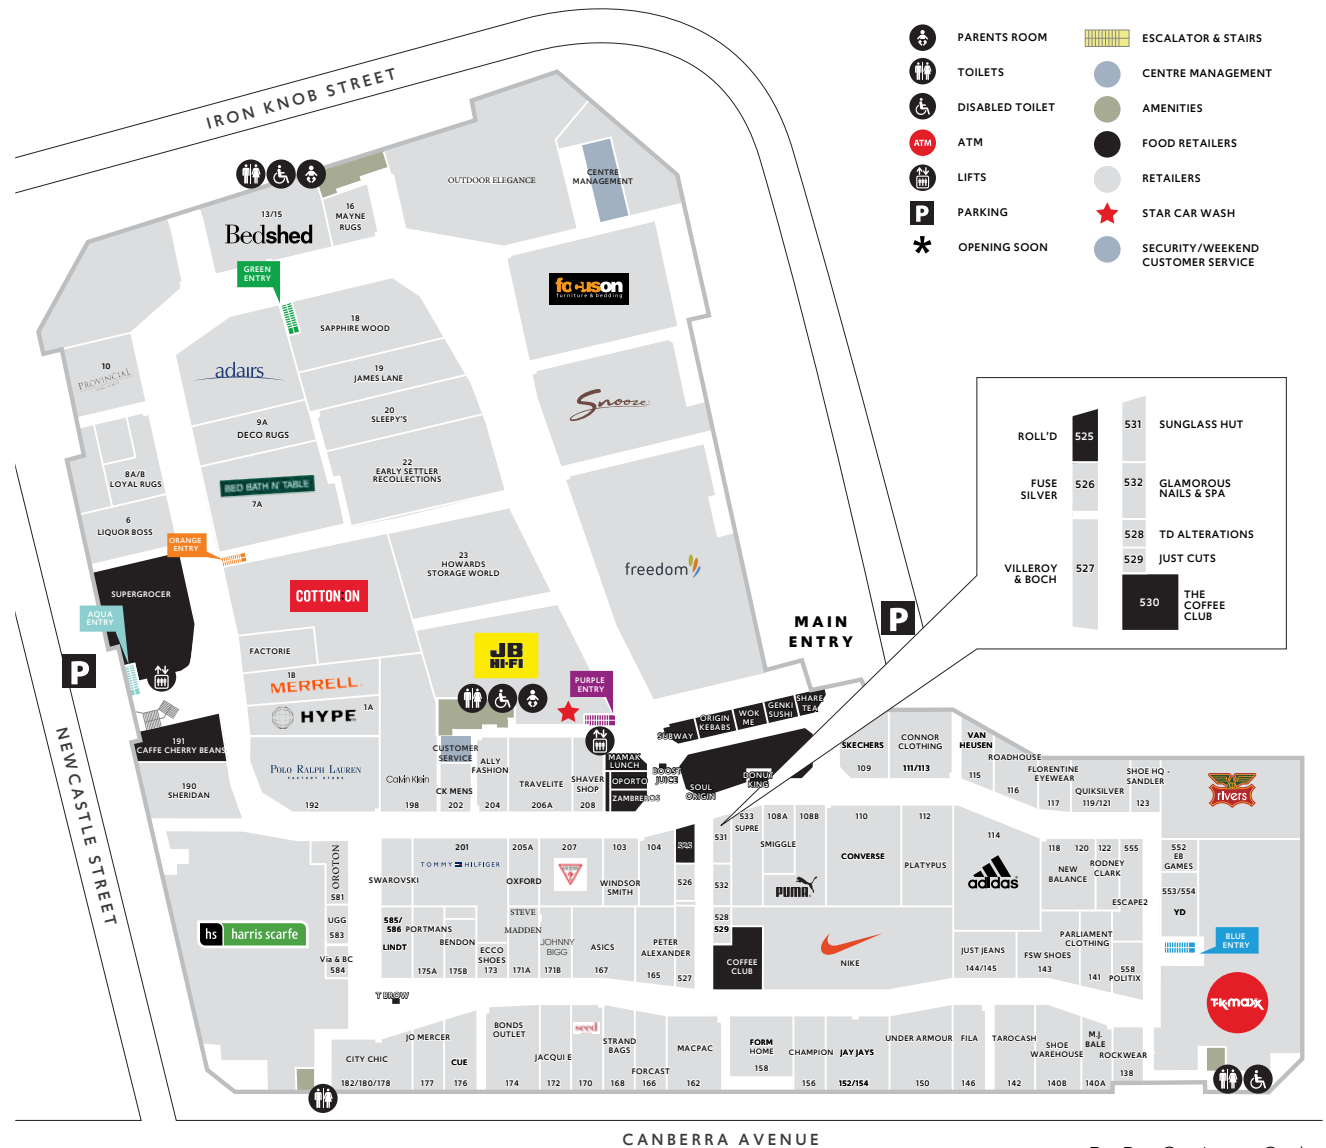 IRON KNOB STREET
PARENTS ROOM
TOILETS
DISABLED TOILET
ATM
ATM
LIFTS
P
PARKING
*
OPENING SOON
ESCALATOR & STAIRS
CENTRE MANAGEMENT
AMENITIES
FOOD RETAILERS
RETAILERS
STAR CAR WASH
SECURITY/WEEKEND
CUSTOMER SERVICE
OUTDOOR ELEGANCE
CENTRE
MANAGEMENT
13/15
Bedshed
16
MAYNE
RUGS
GREEN
ENTRY
focuson
furniture & bedding
18
SAPPHIRE WOOD
10
PROVINCIAL
adairs
19
JAMES LANE
Snooze
20
SLEEPY'S
9A
DECO RUGS
22
EARLY SETTLER
RECOLLECTIONS
8A/B
LOYAL RUGS
BED BATH N' TABLE
7A
6
LIQUOR BOSS
ORANGE
ENTRY
23
HOWARDS
STORAGE WORLD
freedom
SUPERGROCER
COTTON:ON
AQUA
ENTRY
FACTORIE
JB
HI-FI
MAIN
ENTRY
P
P
1B
MERRELL
PURPLE
ENTRY
1A
HYPE
NEWCASTLE STREET
191
CAFFE CHERRY BEANS
190
SHERIDAN
POLO RALPH LAUREN
FACTORY STORE
192
Calvin Klein
198
CUSTOMER
SERVICE
CK MENS
202
ALLY
FASHION
204
TRAVELITE
206A
SHAVER
SHOP
208
MAMAK
LUNCH
OPORTO
ZAMBREROS
SUBWAY
ORIGIN
KEBABS
WOK
ME
GENKI
SUSHI
SHARE
TEA
BOOST
JUICE
SOUL
ORIGIN
DONUT
KING
ROLL'D
525
FUSE
SILVER
526
VILLEROY
& BOCH
527
531
SUNGLASS HUT
532
GLAMOROUS
NAILS & SPA
528
TD ALTERATIONS
529
JUST CUTS
530
THE
COFFEE
CLUB
SKECHERS
109
CONNOR
CLOTHING
111/113
VAN
HEUSEN
115
ROADHOUSE
116
FLORENTINE
EYEWEAR
117
QUIKSILVER
119/121
SHOE HQ -
SANDLER
123
rivers
hs harris scarfe
OROTON
581
UGG
583
Via & BC
584
SWAROVSKI
201
TOMMY HILFIGER
205A
OXFORD
207
103
WINDSOR
SMITH
104
525
526
531
532
533
SUPRE
108A
SMIGGLE
108B
PUMA
110
CONVERSE
112
PLATYPUS
114
adidas
118
NEW
BALANCE
120
122
RODNEY
CLARK
555
ESCAPE2
552
EB
GAMES
553/554
YD
585/
586
LINDT
PORTMANS
175A
BENDON
175B
ECCO
SHOES
173
STEVE
MADDEN
171A
JOHNNY
BIGG
171B
ASICS
167
PETER
ALEXANDER
165
527
528
529
COFFEE
CLUB
NIKE
JUST JEANS
144/145
FSW SHOES
143
PARLIAMENT
CLOTHING
141
558
POLITIX
BLUE
ENTRY
TK-maxx
T BROW
CITY CHIC
182/180/178
JO MERCER
177
CUE
176
BONDS
OUTLET
174
JACQUI E
172
seed
170
STRAND
BAGS
168
FORCAST
166
MACPAC
162
FORM
HOME
158
CHAMPION
156
JAY JAYS
152/154
UNDER ARMOUR
150
FILA
146
TAROCASH
142
SHOE
WAREHOUSE
140B
M.J.
BALE
140A
ROCKWEAR
138
CANBERRA AVENUE